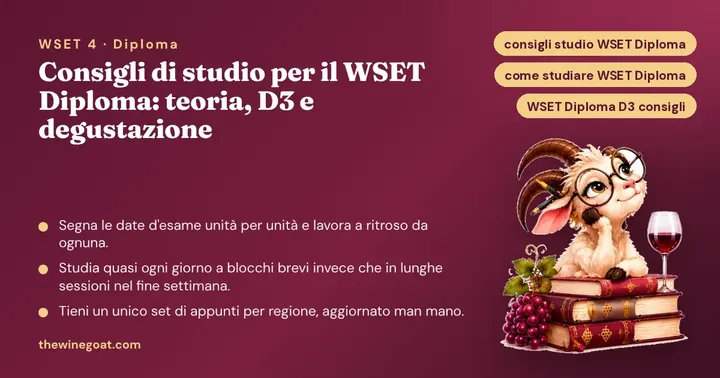 WSET 4 · Diploma
Consigli di studio per il WSET
Diploma: teoria, D3 e
degustazione
consigli studio WSET Diploma
come studiare WSET Diploma
WSET Diploma D3 consigli
Segna le date d'esame unità per unità e lavora a ritroso da
ognuna.
Studia quasi ogni giorno a blocchi brevi invece che in lunghe
sessioni nel fine settimana.
Tieni un unico set di appunti per regione, aggiornato man mano.
thewinegoat.com